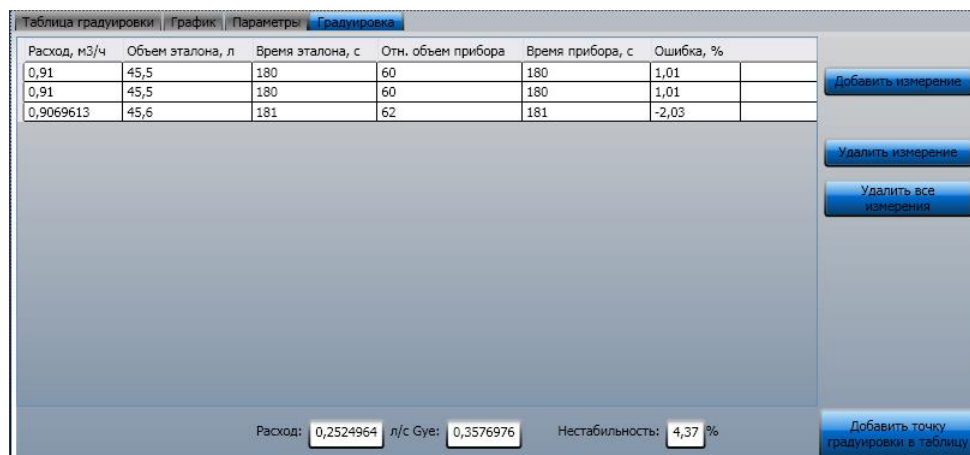 Таблица градуировки График Параметры Градуировка
Расход, м3/ч Объем эталона, л Время эталона, с Отн. объем прибора Время прибора, с Ошибка, %
0,91 45,5 180 60 180 1,01
0,91 45,5 180 60 180 1,01
0,9069613 45,6 181 62 181 -2,03
Добавить измерение
Удалить измерение
Удалить все
измерения
Расход: 0,2524964 л/с Gye: 0,3576976 Нестабильность: 4,37 %
Добавить точку
градуировки в таблицу